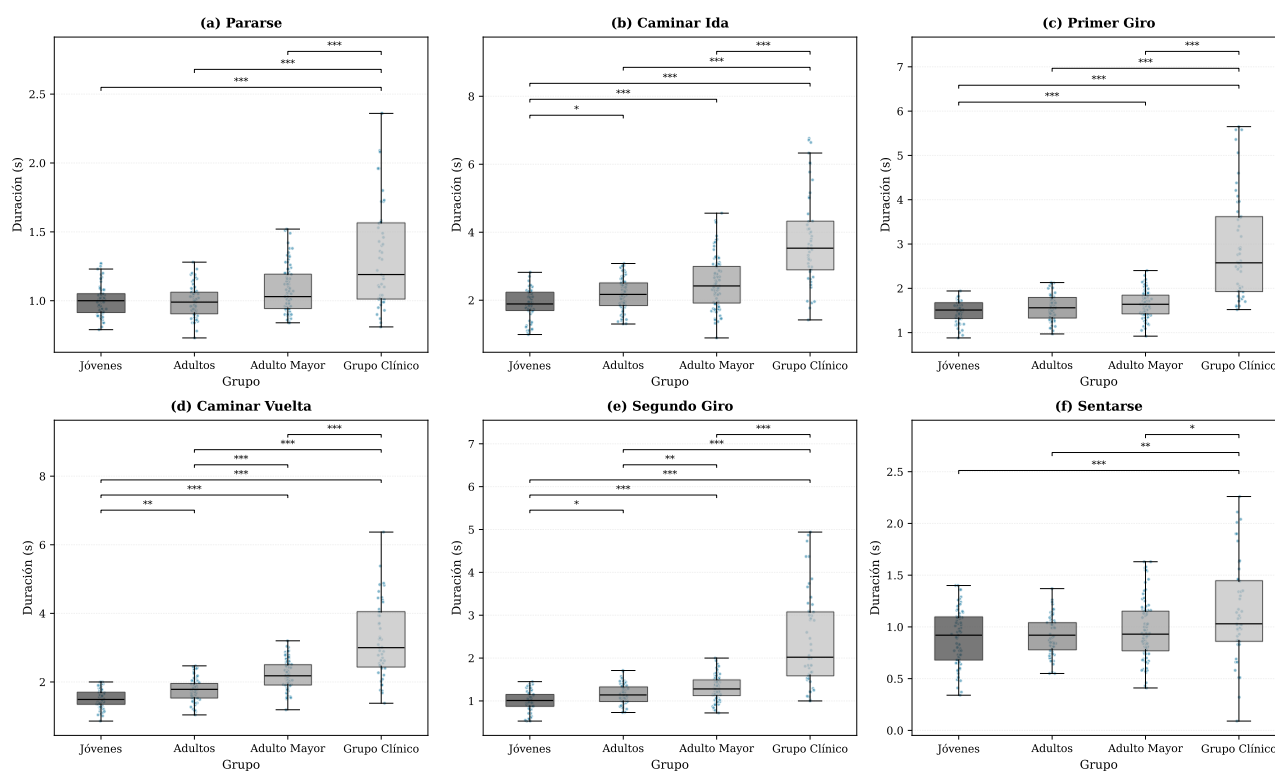 (a) Pararse
***
***
***
2.5
2.0
1.5
1.0
Duración (s)
Jóvenes Adultos Adulto Mayor Grupo Clínico
Grupo
(b) Caminar Ida
***
***
***
***
*
8
6
4
2
Duración (s)
Jóvenes Adultos Adulto Mayor Grupo Clínico
Grupo
(c) Primer Giro
***
***
***
***
7
6
5
4
3
2
1
Duración (s)
Jóvenes Adultos Adulto Mayor Grupo Clínico
Grupo
(d) Caminar Vuelta
***
***
***
***
***
**
8
6
4
2
Duración (s)
Jóvenes Adultos Adulto Mayor Grupo Clínico
Grupo
(e) Segundo Giro
***
***
**
***
***
*
7
6
5
4
3
2
1
Duración (s)
Jóvenes Adultos Adulto Mayor Grupo Clínico
Grupo
(f) Sentarse
*
**
***
2.5
2.0
1.5
1.0
0.5
0.0
Duración (s)
Jóvenes Adultos Adulto Mayor Grupo Clínico
Grupo